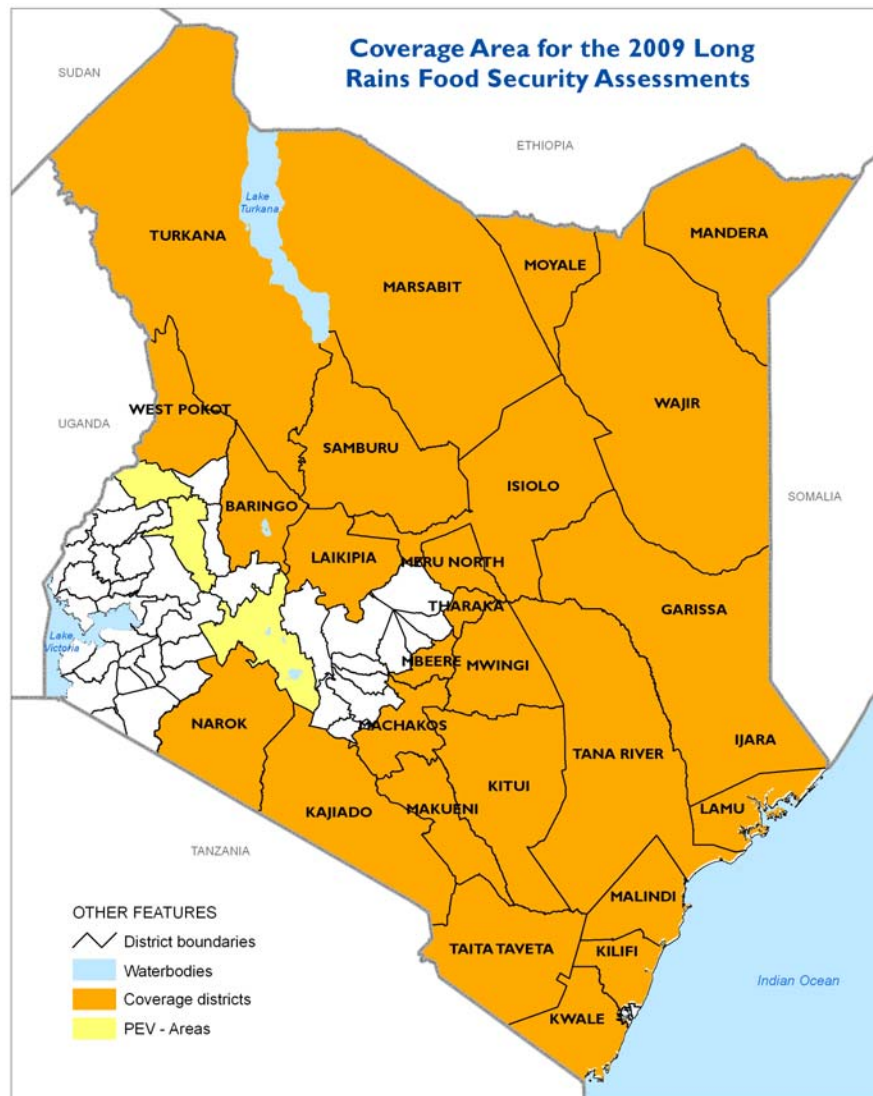 Coverage Area for the 2009 Long
Rains Food Security Assessments
SUDAN
ETHIOPIA
Lake
Turkana
TURKANA
MANDERA
MOYALE
MARSABIT
WAJIR
WEST POKOT
UGANDA
SAMBURU
ISIOLO
SOMALIA
BARINGO
LAIKIPIA
MERU NORTH
THARAKA
GARISSA
Lake
Victoria
MBEERE
MWINGI
NAROK
MACHAKOS
TANA RIVER
IJARA
KITUI
KAJIADO
MAKUENI
LAMU
TANZANIA
MALINDI
OTHER FEATURES
District boundaries
TAITA TAVETA
KILIFI
Waterbodies
Indian Ocean
Coverage districts
KWALE
PEV - Areas